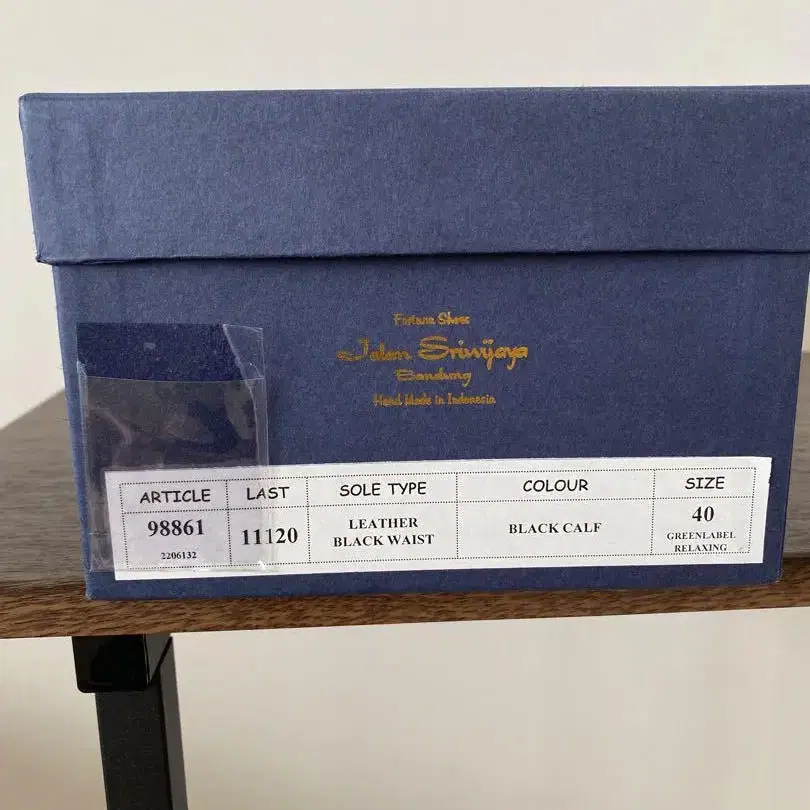 Fortuna Shoes
Jalan Sriwijaya
Bandung
Hand Made in Indonesia
ARTICLE LAST SOLE TYPE COLOUR SIZE
98861 11120 LEATHER BLACK CALF 40
2206132 BLACK WAIST GREENLABEL
RELAXING